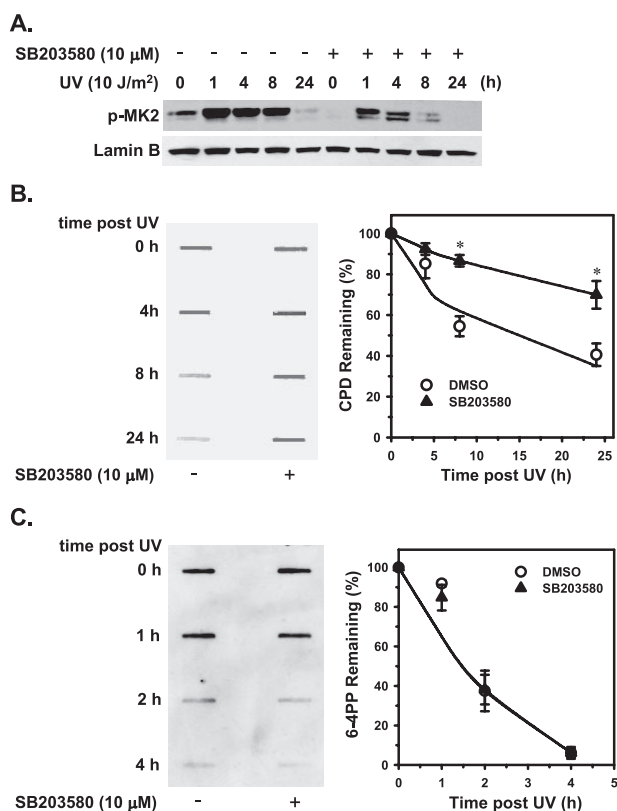 A.
SB203580 (10 μM) - - - - - + + + + +
UV (10 J/m²) 0 1 4 8 24 0 1 4 8 24 (h)
p-MK2
Lamin B
B.
time post UV
0 h
4h
8 h
24 h
SB203580 (10 μM) - +
CPD Remaining (%)
100
80
60
40
20
0
* *
DMSO
SB203580
0 5 10 15 20 25
Time post UV (h)
C.
time post UV
0 h
1 h
2 h
4 h
SB203580 (10 μM) - +
6-4PP Remaining (%)
100
80
60
40
20
0
DMSO
SB203580
0 1 2 3 4 5
Time post UV (h)